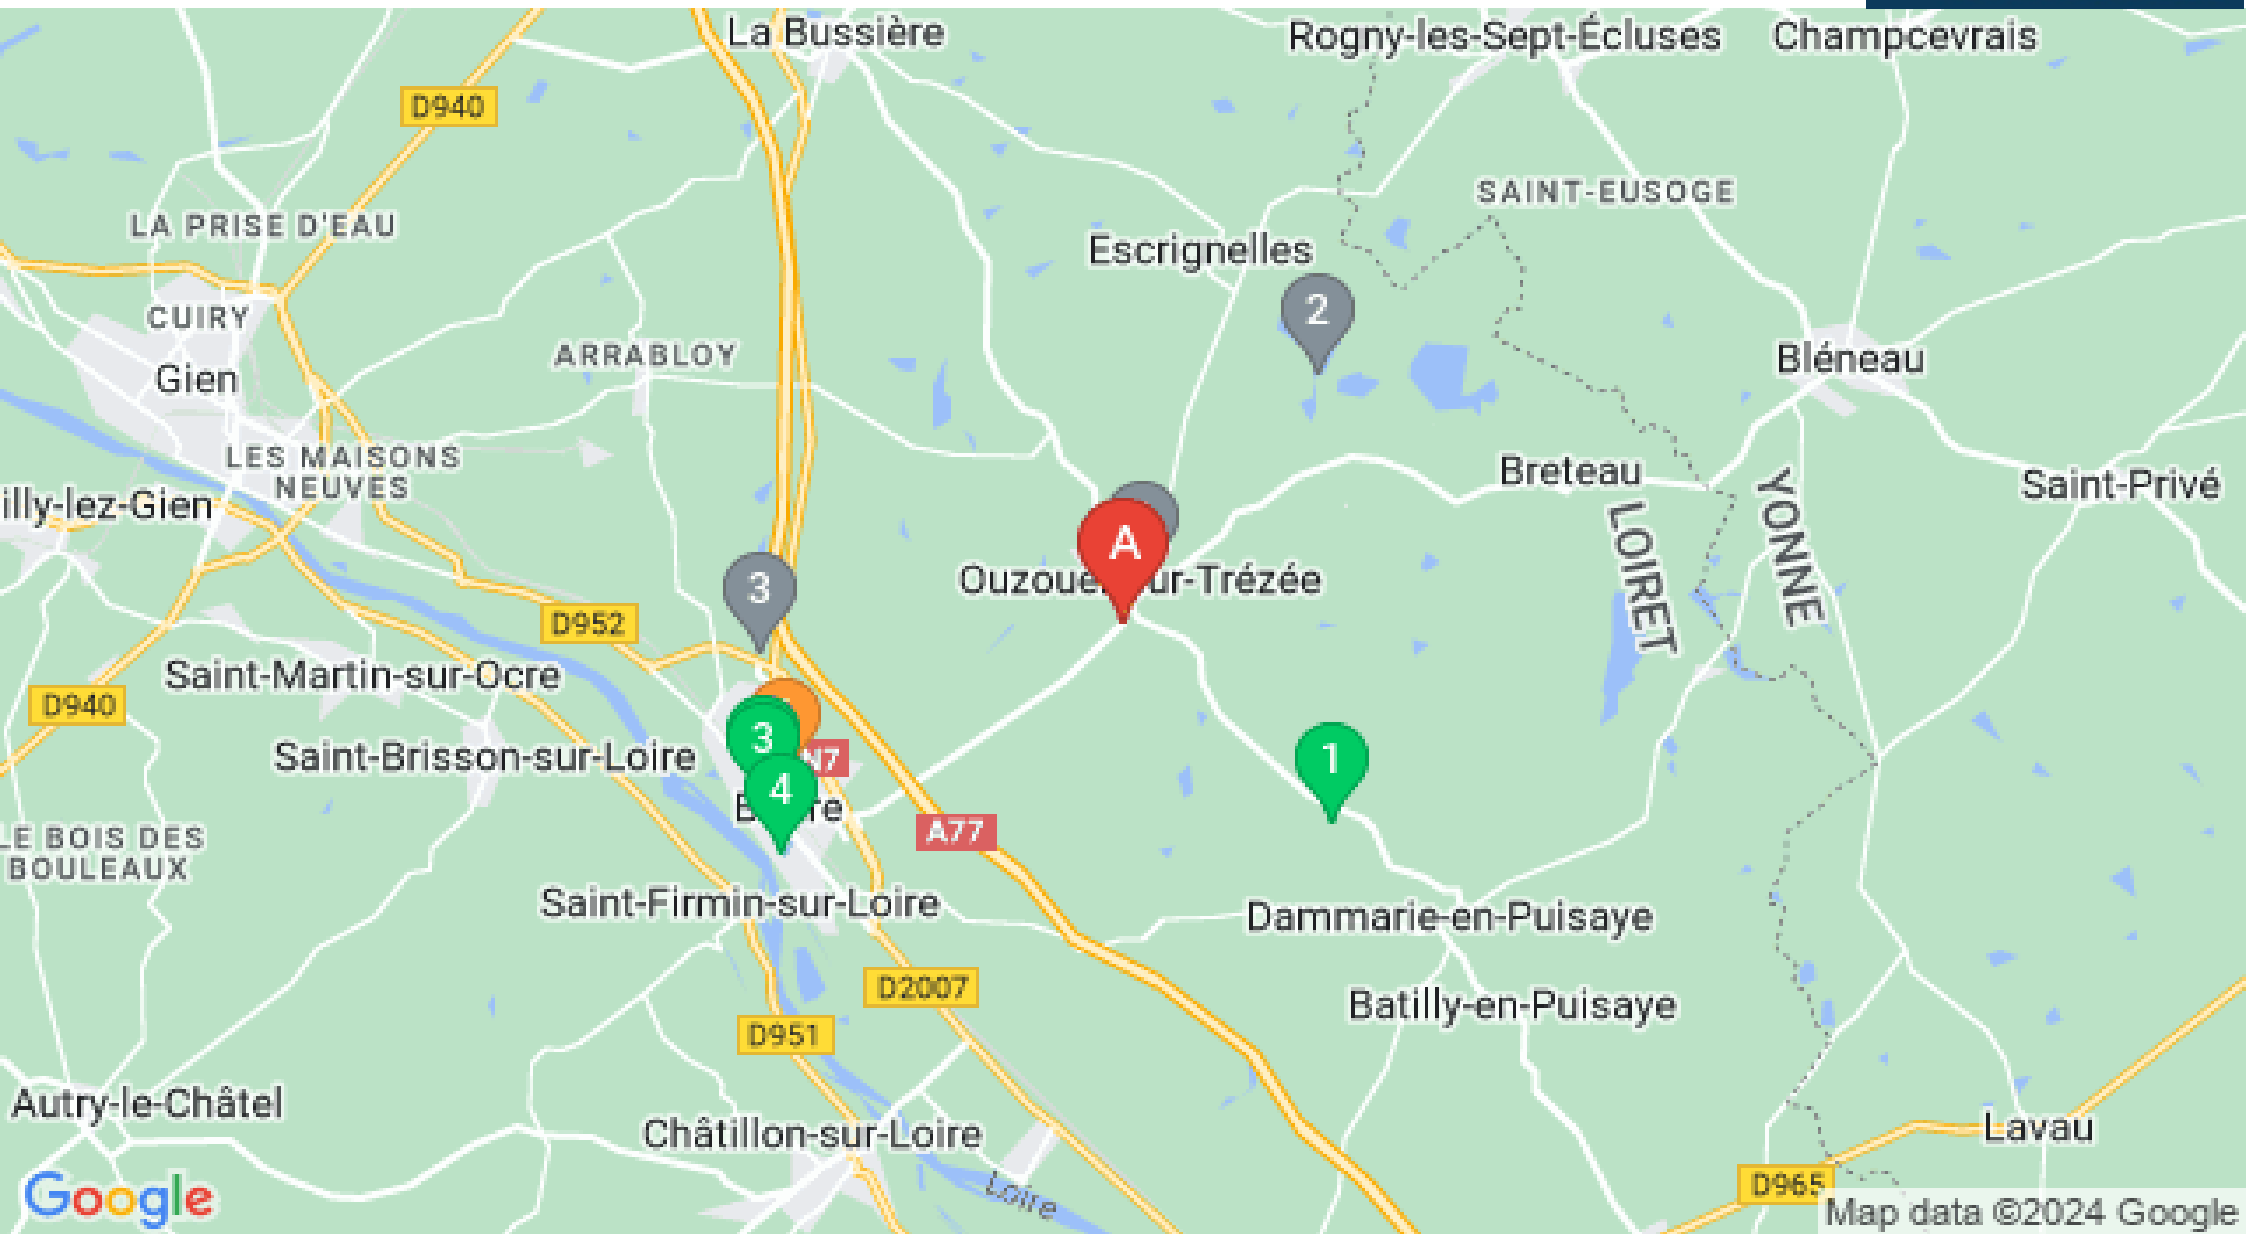 La Bussière
Rogny-les-Sept-Écluses
Champcevrais
D940
SAINT-EUSOGE
LA PRISE D'EAU
Escrignelles
2
CUIRY
ARRABLOY
Bléneau
Gien
LES MAISONS
NEUVES
Breteau
Saint-Privé
illy-lez-Gien
LOIRET
YONNE
A
3
Ouzoue ur-Trézée
D952
Saint-Martin-sur-Ocre
D940
3
N7
1
Saint-Brisson-sur-Loire
4
B re
LE BOIS DES
BOULEAUX
A77
Saint-Firmin-sur-Loire
Dammarie-en-Puisaye
D2007
Batilly-en-Puisaye
D951
Autry-le-Châtel
Châtillon-sur-Loire
Lavau
Loire
D965
Google
Map data ©2024 Google